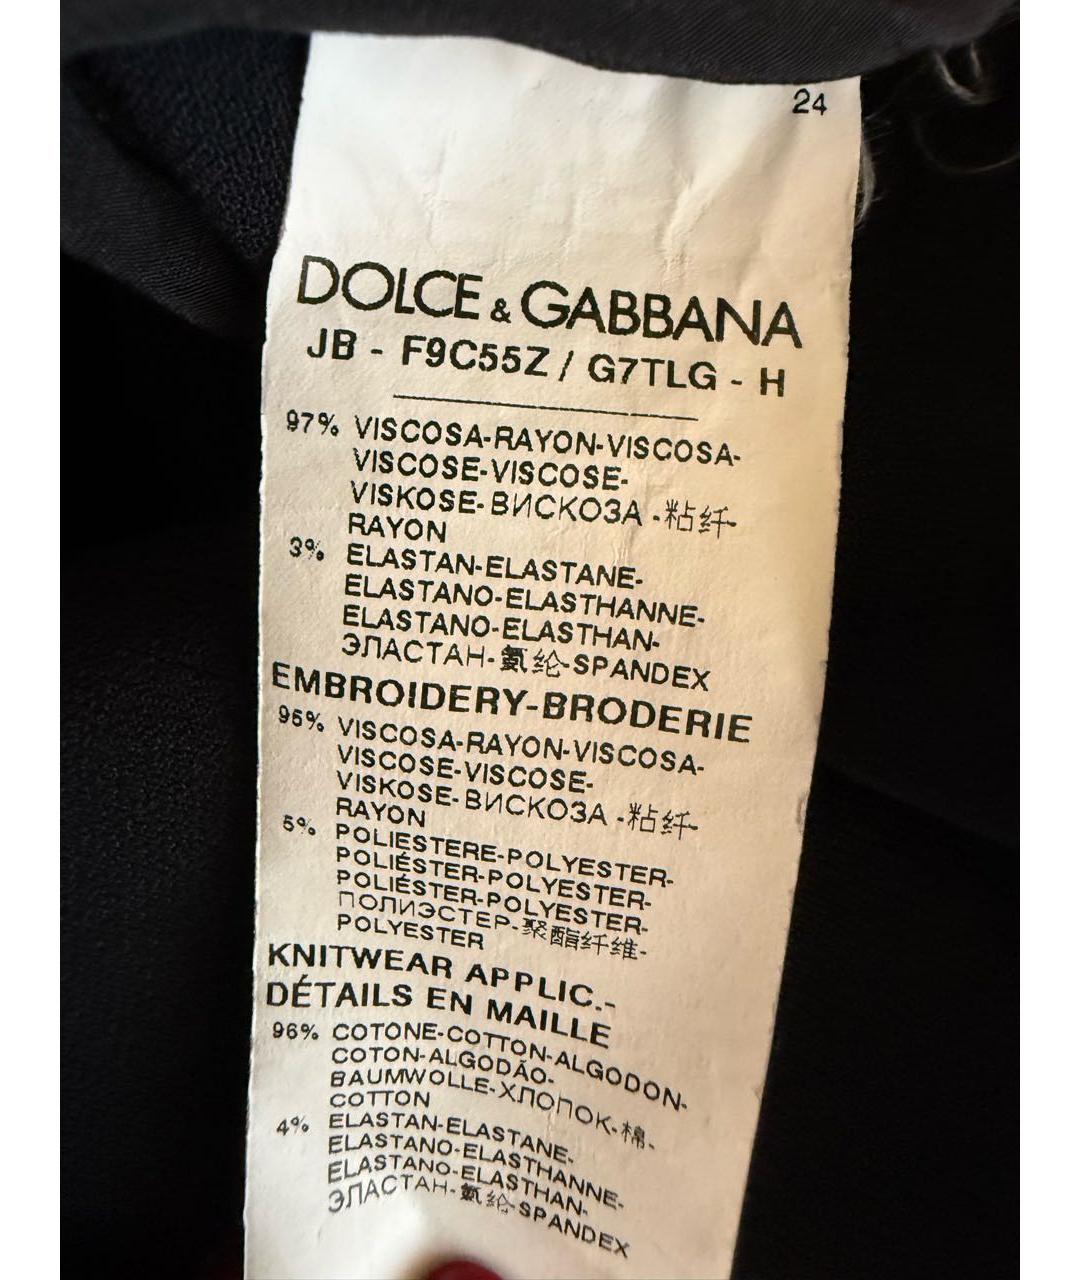 24
DOLCE & GABBANA
JB - F9C55Z / G7TLG - H
97% VISCOSA-RAYON-VISCOSA-
VISCOSE-VISCOSE-
VISKOSE-ВИСКОЗА -粘纤-
RAYON
3% ELASTAN-ELASTANE-
ELASTANO-ELASTHANNE-
ELASTANO-ELASTHAN-
ЭЛАСТАН-氨纶-SPANDEX
EMBROIDERY-BRODERIE
95% VISCOSA-RAYON-VISCOSA-
VISCOSE-VISCOSE-
VISKOSE-ВИСКОЗА -粘纤-
RAYON
5% POLIESTERE-POLYESTER-
POLIÉSTER-POLYESTER-
POLIÉSTER-POLYESTER-
ПОЛИЭСТЕР-聚酯纤维-
POLYESTER
KNITWEAR APPLIC.-
DÉTAILS EN MAILLE
96% COTONE-COTTON-ALGODON-
COTON-ALGODÃO-
BAUMWOLLE-ХЛОПОК-棉-
COTTON
4% ELASTAN-ELASTANE-
ELASTANO-ELASTHANNE-
ELASTANO-ELASTHAN-
ЭЛАСТАН-氨纶-SPANDEX